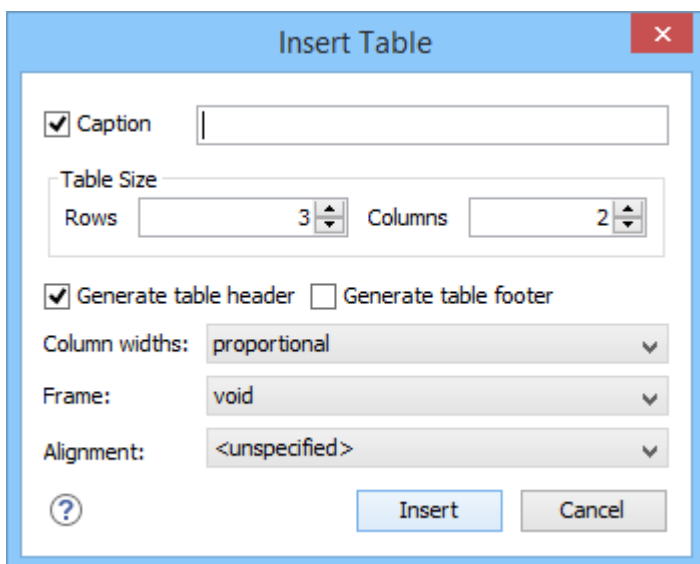 Insert Table
Caption
Table Size
Rows 3 Columns 2
Generate table header Generate table footer
Column widths: proportional
Frame: void
Alignment: <unspecified>
? Insert Cancel